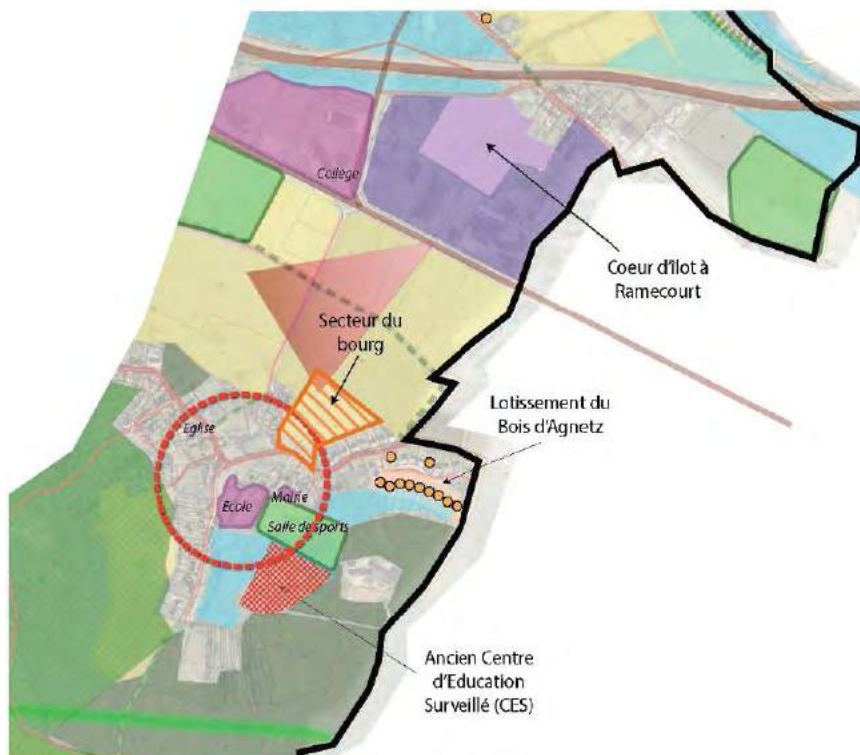 Collège
Coeur d'îlot à
Ramecourt
Secteur du
bourg
Lotissement du
Bois d'Agnetz
Eglise
Ecole
Mairie
Salle de sports
Ancien Centre
d'Education
Surveillé (CES)